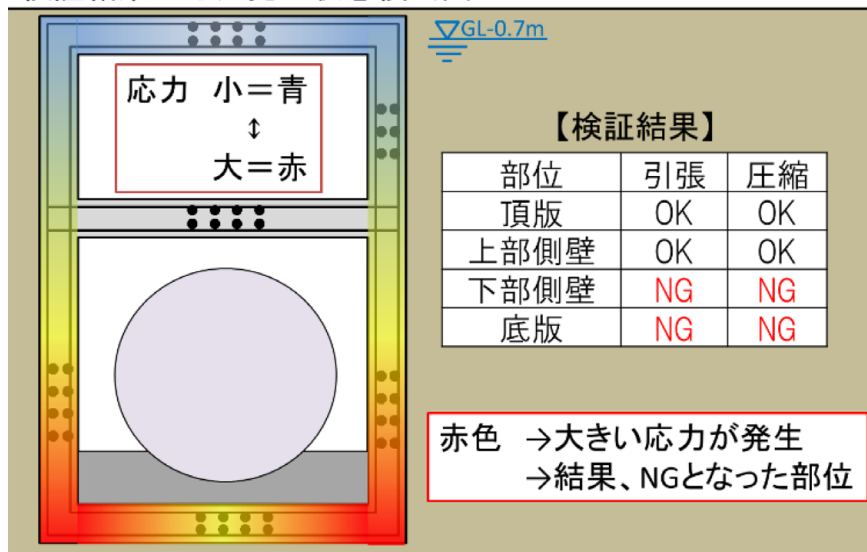 ▽GL-0.7m
応力 小＝青
↕
大＝赤
【検証結果】
部位 引張 圧縮
頂版 OK OK
上部側壁 OK OK
下部側壁 NG NG
底版 NG NG
赤色 →大きい応力が発生
→結果、NGとなった部位